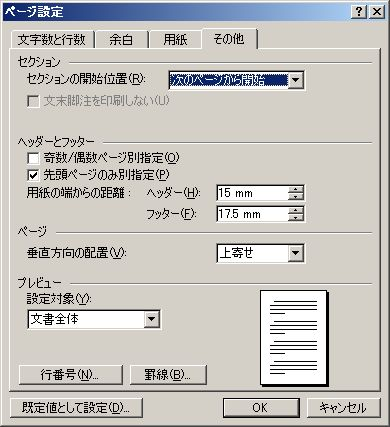 ページ設定
文字数と行数 余白 用紙 その他
セクション
セクションの開始位置(R): 次のページから開始
文末脚注を印刷しない(U)
ヘッダーとフッター
奇数/偶数ページ別指定(O)
先頭ページのみ別指定(P)
用紙の端からの距離: ヘッダー(H): 15 mm
フッター(F): 17.5 mm
ページ
垂直方向の配置(V): 上寄せ
プレビュー
設定対象(Y):
文書全体
行番号(N)... 罫線(B)...
既定値として設定(D)... OK キャンセル